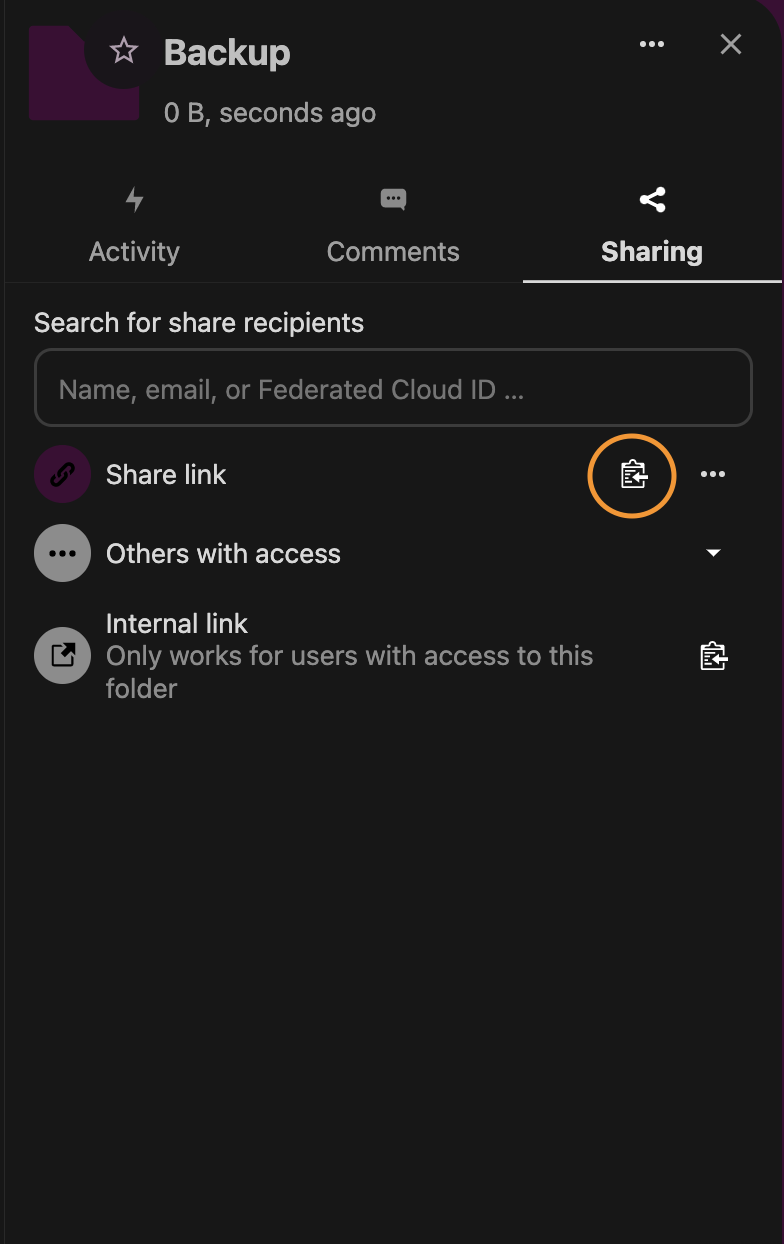 Backup
0 B, seconds ago
Activity
Comments
Sharing
Search for share recipients
Name, email, or Federated Cloud ID ...
Share link
Others with access
Internal link
Only works for users with access to this
folder